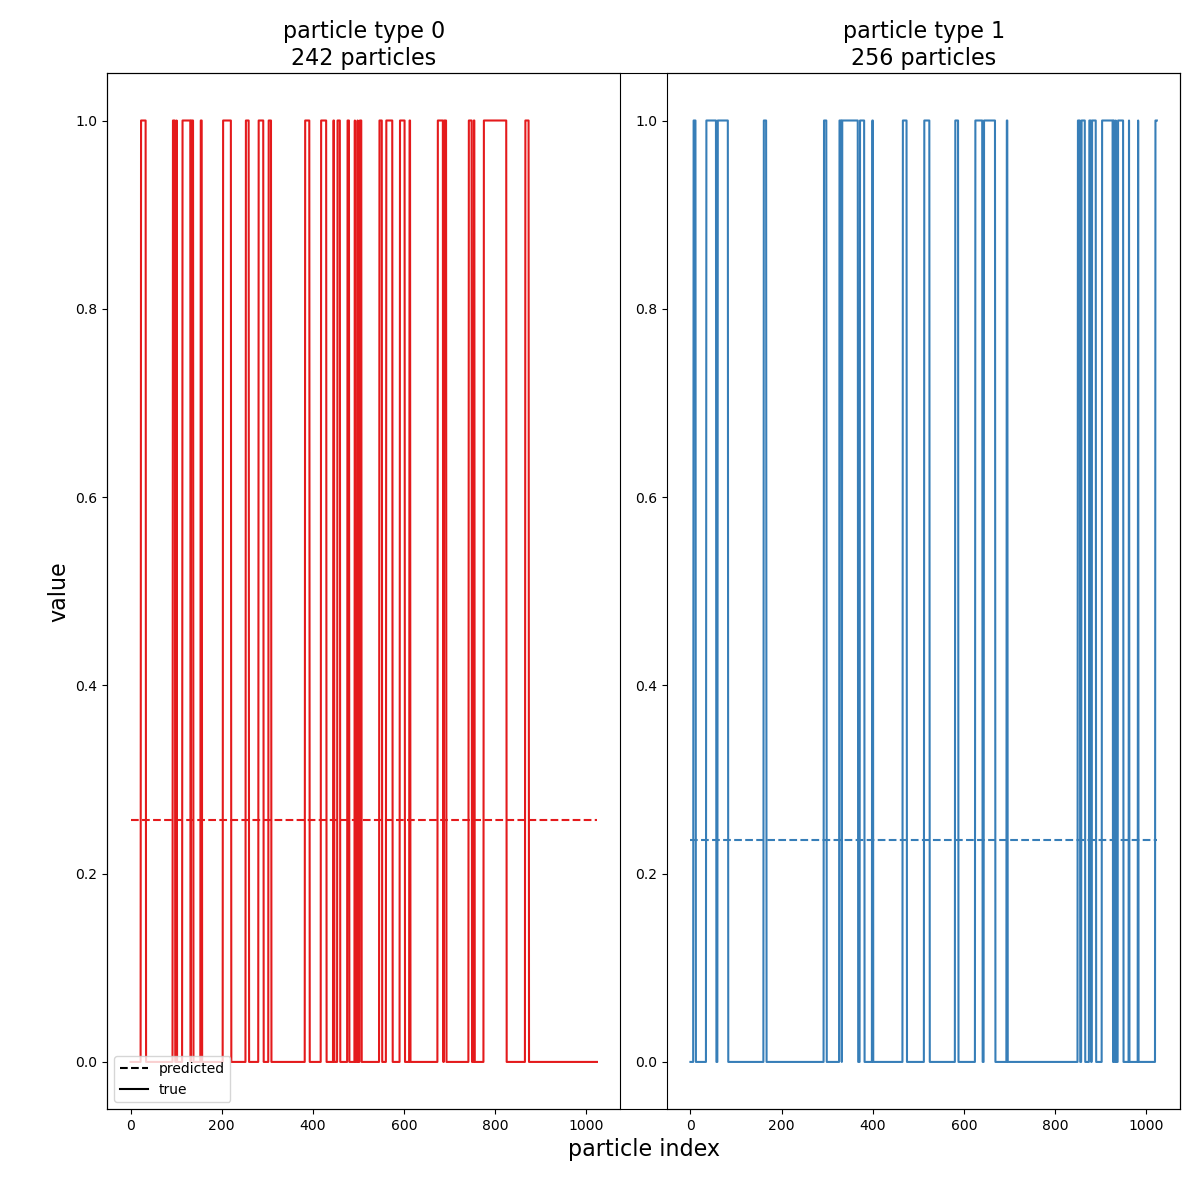 particle type 0
242 particles
particle type 1
256 particles
1.0
0.8
0.6
0.4
0.2
0.0
1.0
0.8
0.6
0.4
0.2
0.0
value
predicted
true
0 200 400 600 800 1000
0 200 400 600 800 1000
particle index